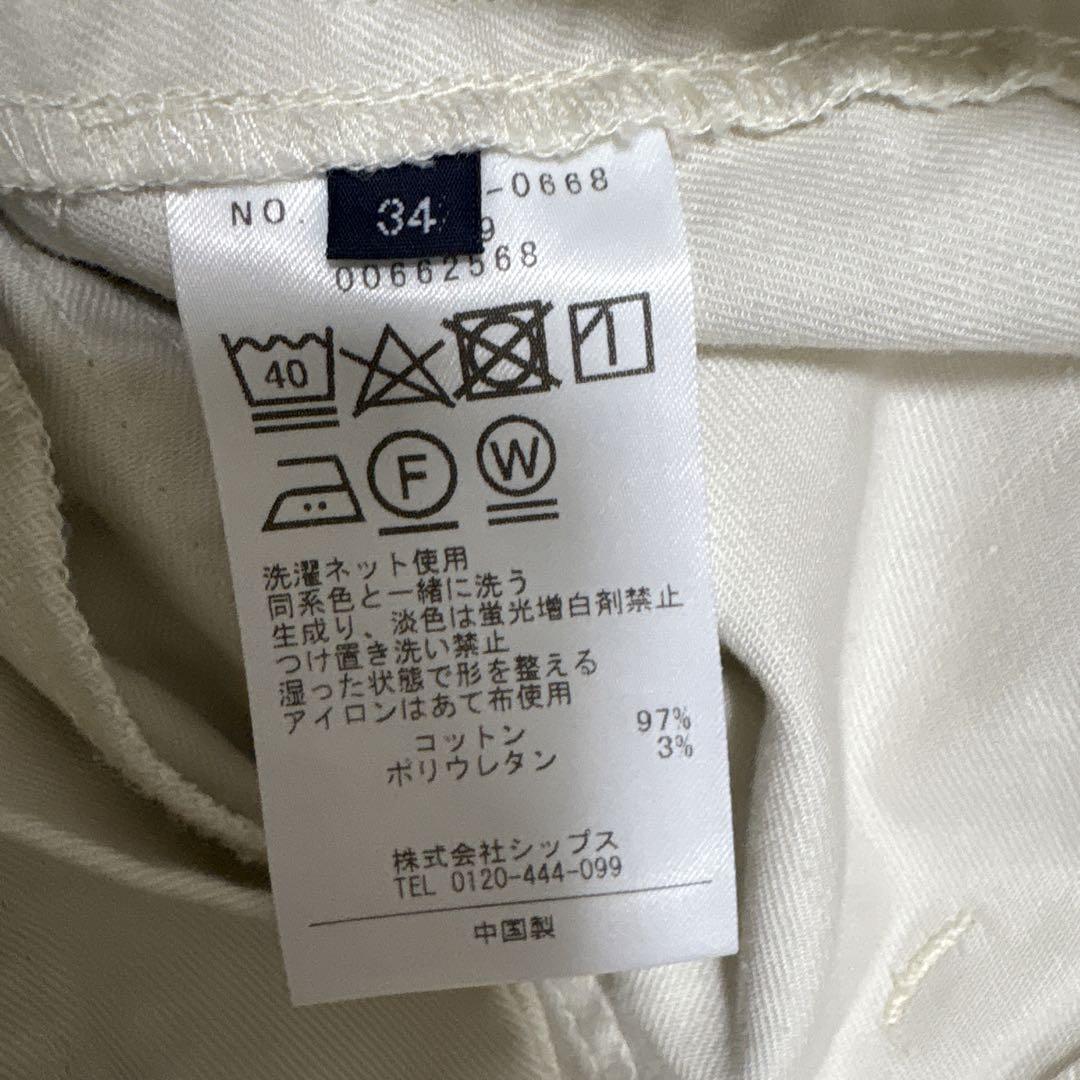 NO. 34 -0668
9
00662568
40
F W
洗濯ネット使用
同系色と一緒に洗う
生成り、淡色は蛍光増白剤禁止
つけ置き洗い禁止
湿った状態で形を整える
アイロンはあて布使用
コットン 97%
ポリウレタン 3%
株式会社シップス
TEL 0120-444-099
中国製